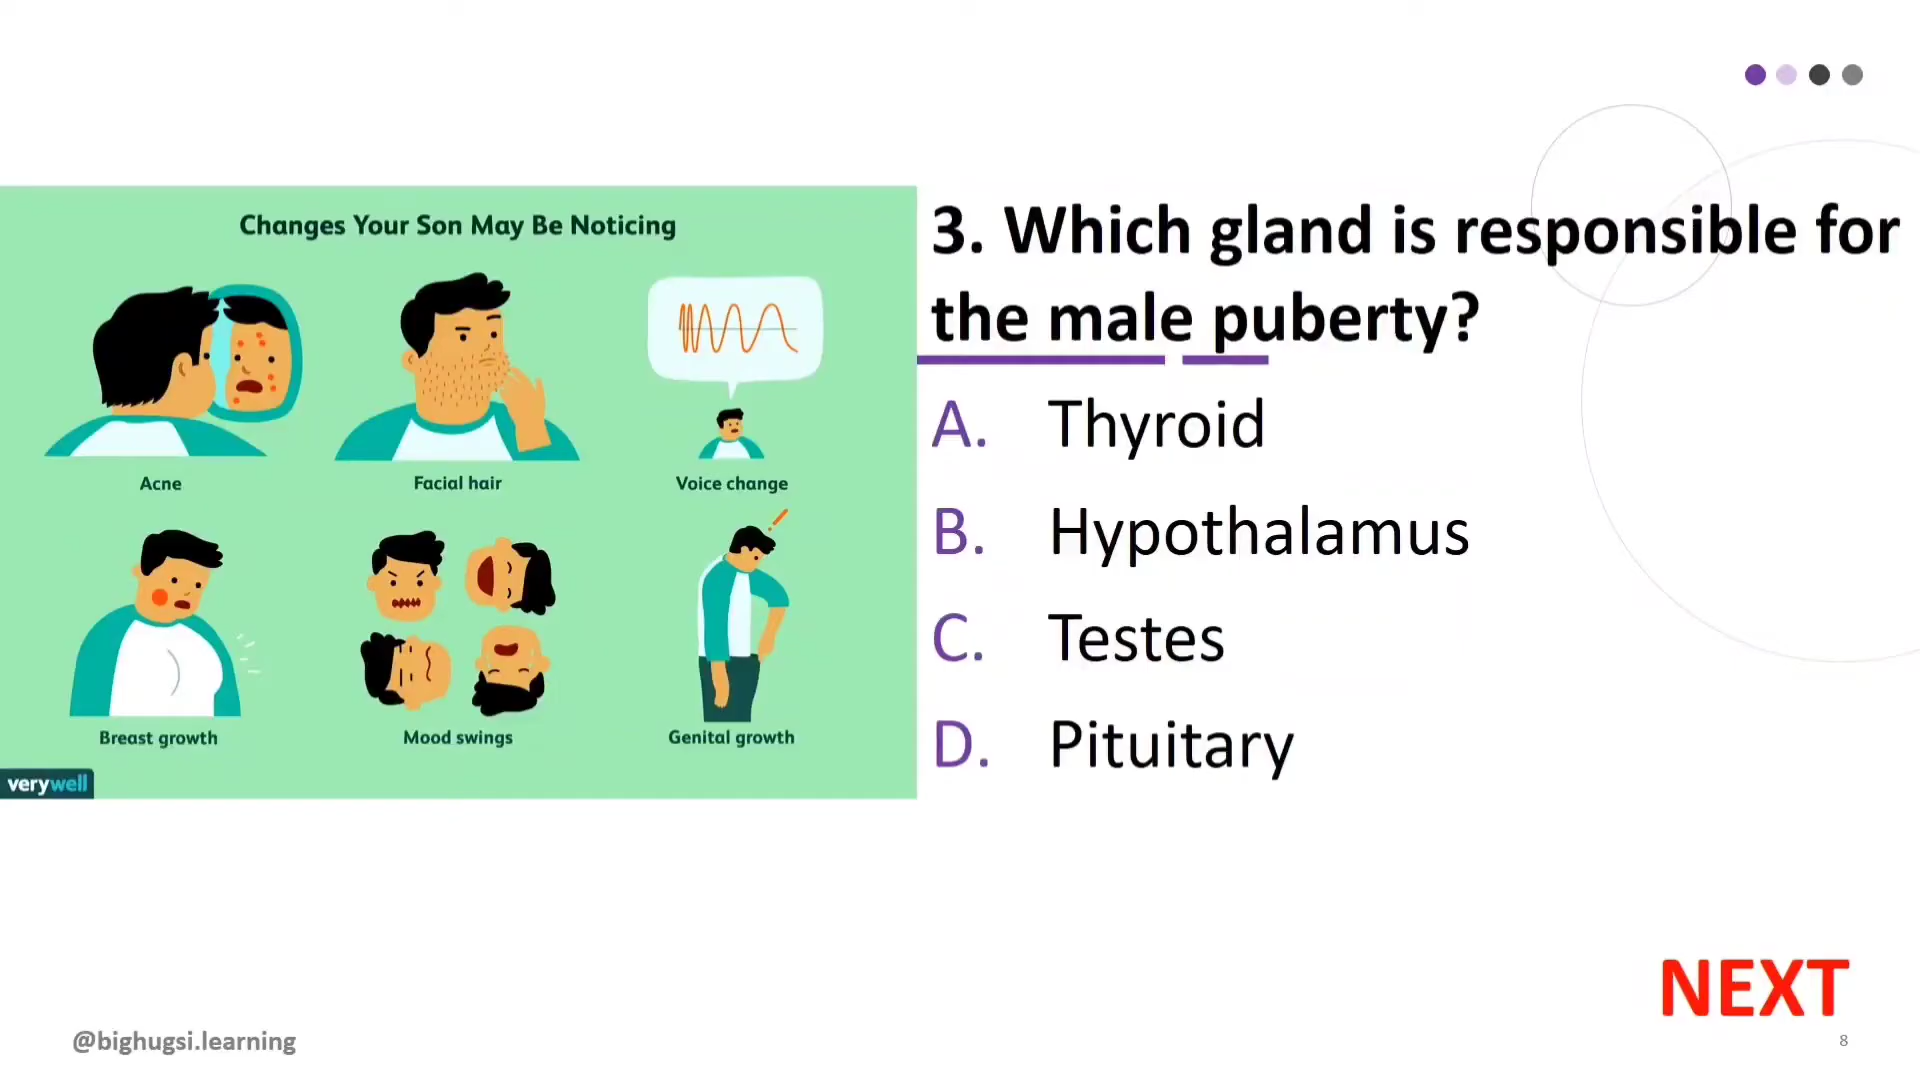 Changes Your Son May Be Noticing
Acne
Facial hair
Voice change
Breast growth
Mood swings
Genital growth
verywell
3. Which gland is responsible for
the male puberty?
A. Thyroid
B. Hypothalamus
C. Testes
D. Pituitary
NEXT
@bighugsi.learning
8